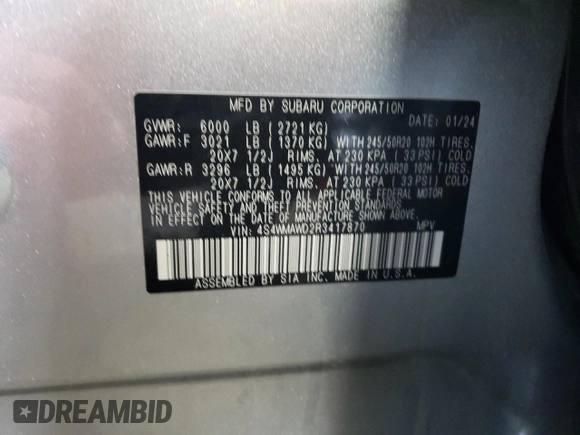 MFD BY SUBARU CORPORATION
DATE: 01/24
GVWR: 6000 LB (2721 KG)
GAWR:F 3021 LB (1370 KG) WITH 245/50R20 102H TIRES.
20X7 1/2J RIMS. AT 230 KPA (33 PSI) COLD
GAWR:R 3296 LB (1495 KG) WITH 245/50R20 102H TIRES.
20X7 1/2J RIMS. AT 230 KPA (33 PSI) COLD
THIS VEHICLE CONFORMS TO ALL APPLICABLE FEDERAL MOTOR
VEHICLE SAFETY AND THEFT PREVENTION STANDARDS
IN EFFECT ON THE DATE OF MANUFACTURE SHOWN ABOVE.
VIN: 4S4WMAWD2R3417870 MPV
ASSEMBLED BY SIA INC. MADE IN U.S.A.
DREAMBID